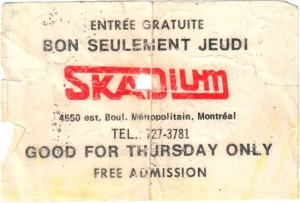 ENTRÉE GRATUITE
BON SEULEMENT JEUDI
SKADIUM
4550 est, Boul. Métropolitain, Montréal
TEL.: 727-3781
GOOD FOR THURSDAY ONLY
FREE ADMISSION